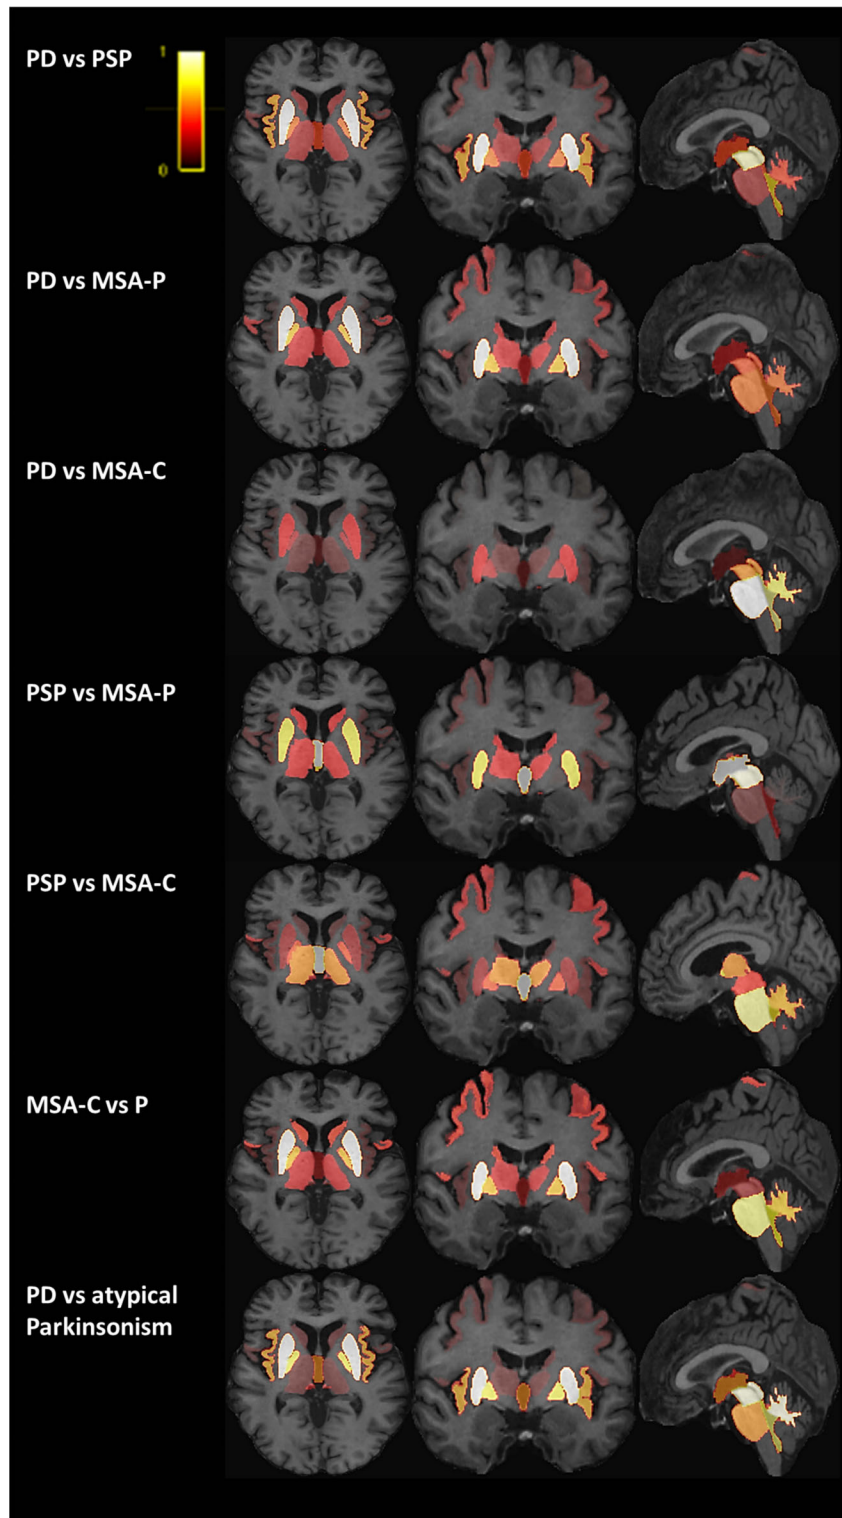 PD vs PSP
1
0
PD vs MSA-P
PD vs MSA-C
PSP vs MSA-P
PSP vs MSA-C
MSA-C vs P
PD vs atypical
Parkinsonism